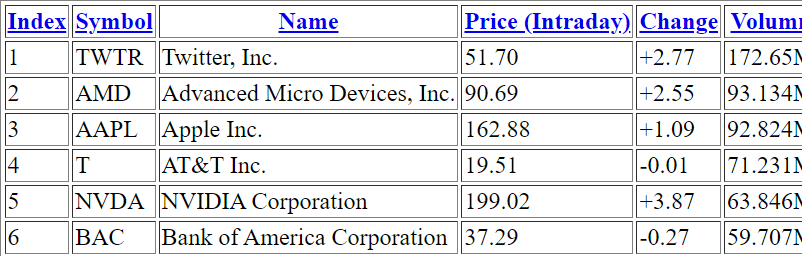 Index Symbol Name Price (Intraday) Change
1 TWTR Twitter, Inc. 51.70 +2.77 172.65M
2 AMD Advanced Micro Devices, Inc. 90.69 +2.55 93.134M
3 AAPL Apple Inc. 162.88 +1.09 92.824M
4 T AT&T Inc. 19.51 -0.01 71.231M
5 NVDA NVIDIA Corporation 199.02 +3.87 63.846M
6 BAC Bank of America Corporation 37.29 -0.27 59.707M